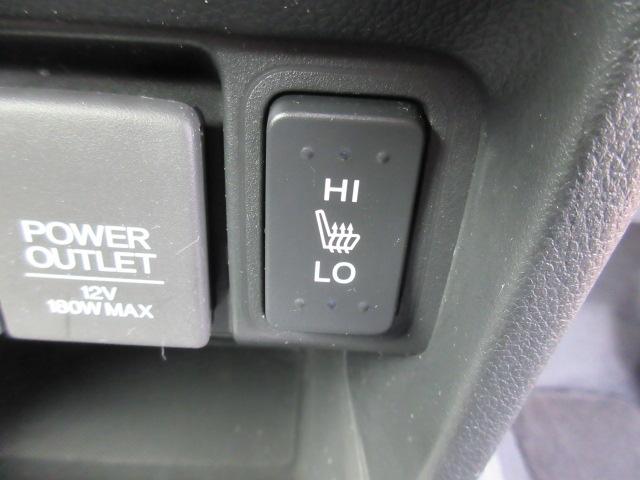 POWER
OUTLET
12V
180W MAX
HI
LO